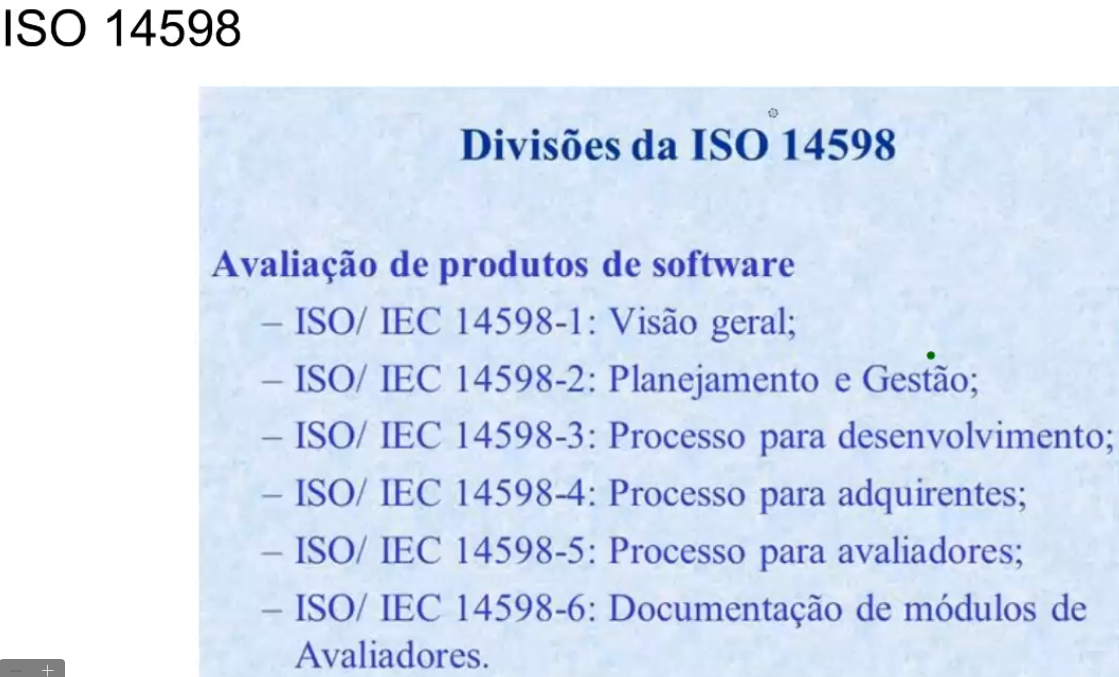 ISO 14598
Divisões da ISO 14598
Avaliação de produtos de software
– ISO/ IEC 14598-1: Visão geral;
– ISO/ IEC 14598-2: Planejamento e Gestão;
– ISO/ IEC 14598-3: Processo para desenvolvimento;
– ISO/ IEC 14598-4: Processo para adquirentes;
– ISO/ IEC 14598-5: Processo para avaliadores;
– ISO/ IEC 14598-6: Documentação de módulos de
Avaliadores.